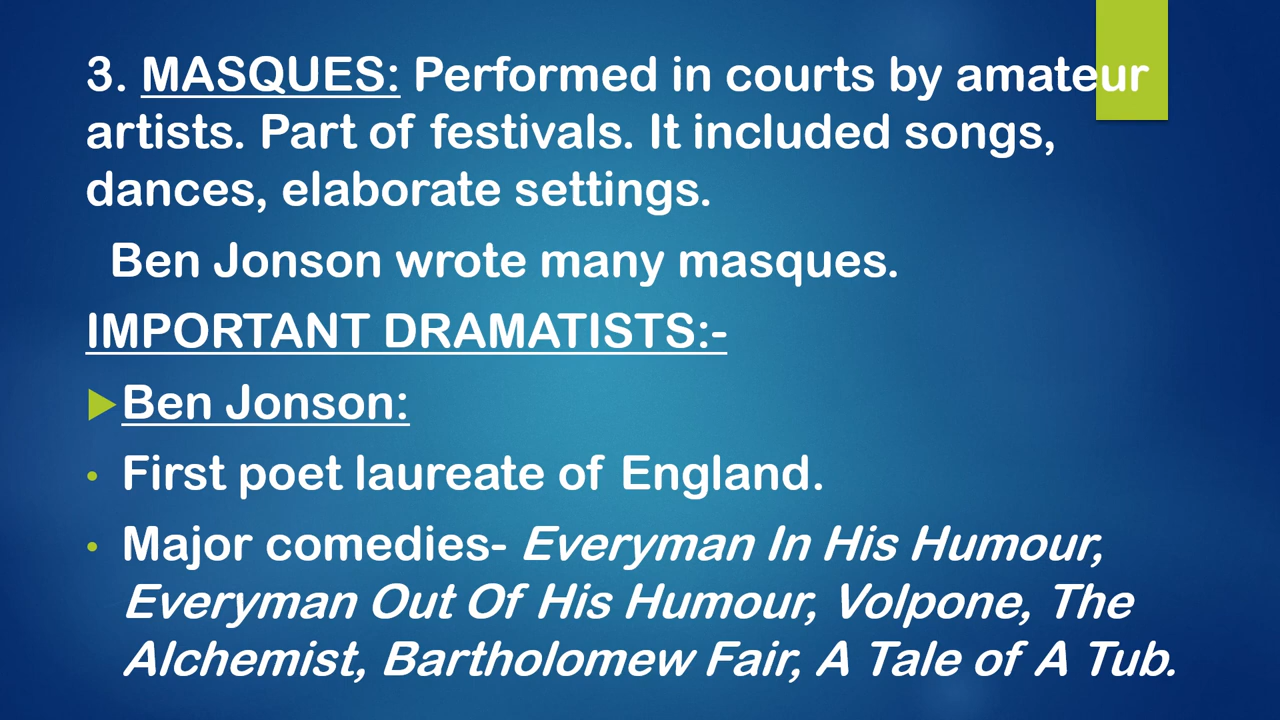 3. MASQUES: Performed in courts by amateur
artists. Part of festivals. It included songs,
dances, elaborate settings.
Ben Jonson wrote many masques.
IMPORTANT DRAMATISTS:-
Ben Jonson:
• First poet laureate of England.
• Major comedies- Everyman In His Humour,
Everyman Out Of His Humour, Volpone, The
Alchemist, Bartholomew Fair, A Tale of A Tub.